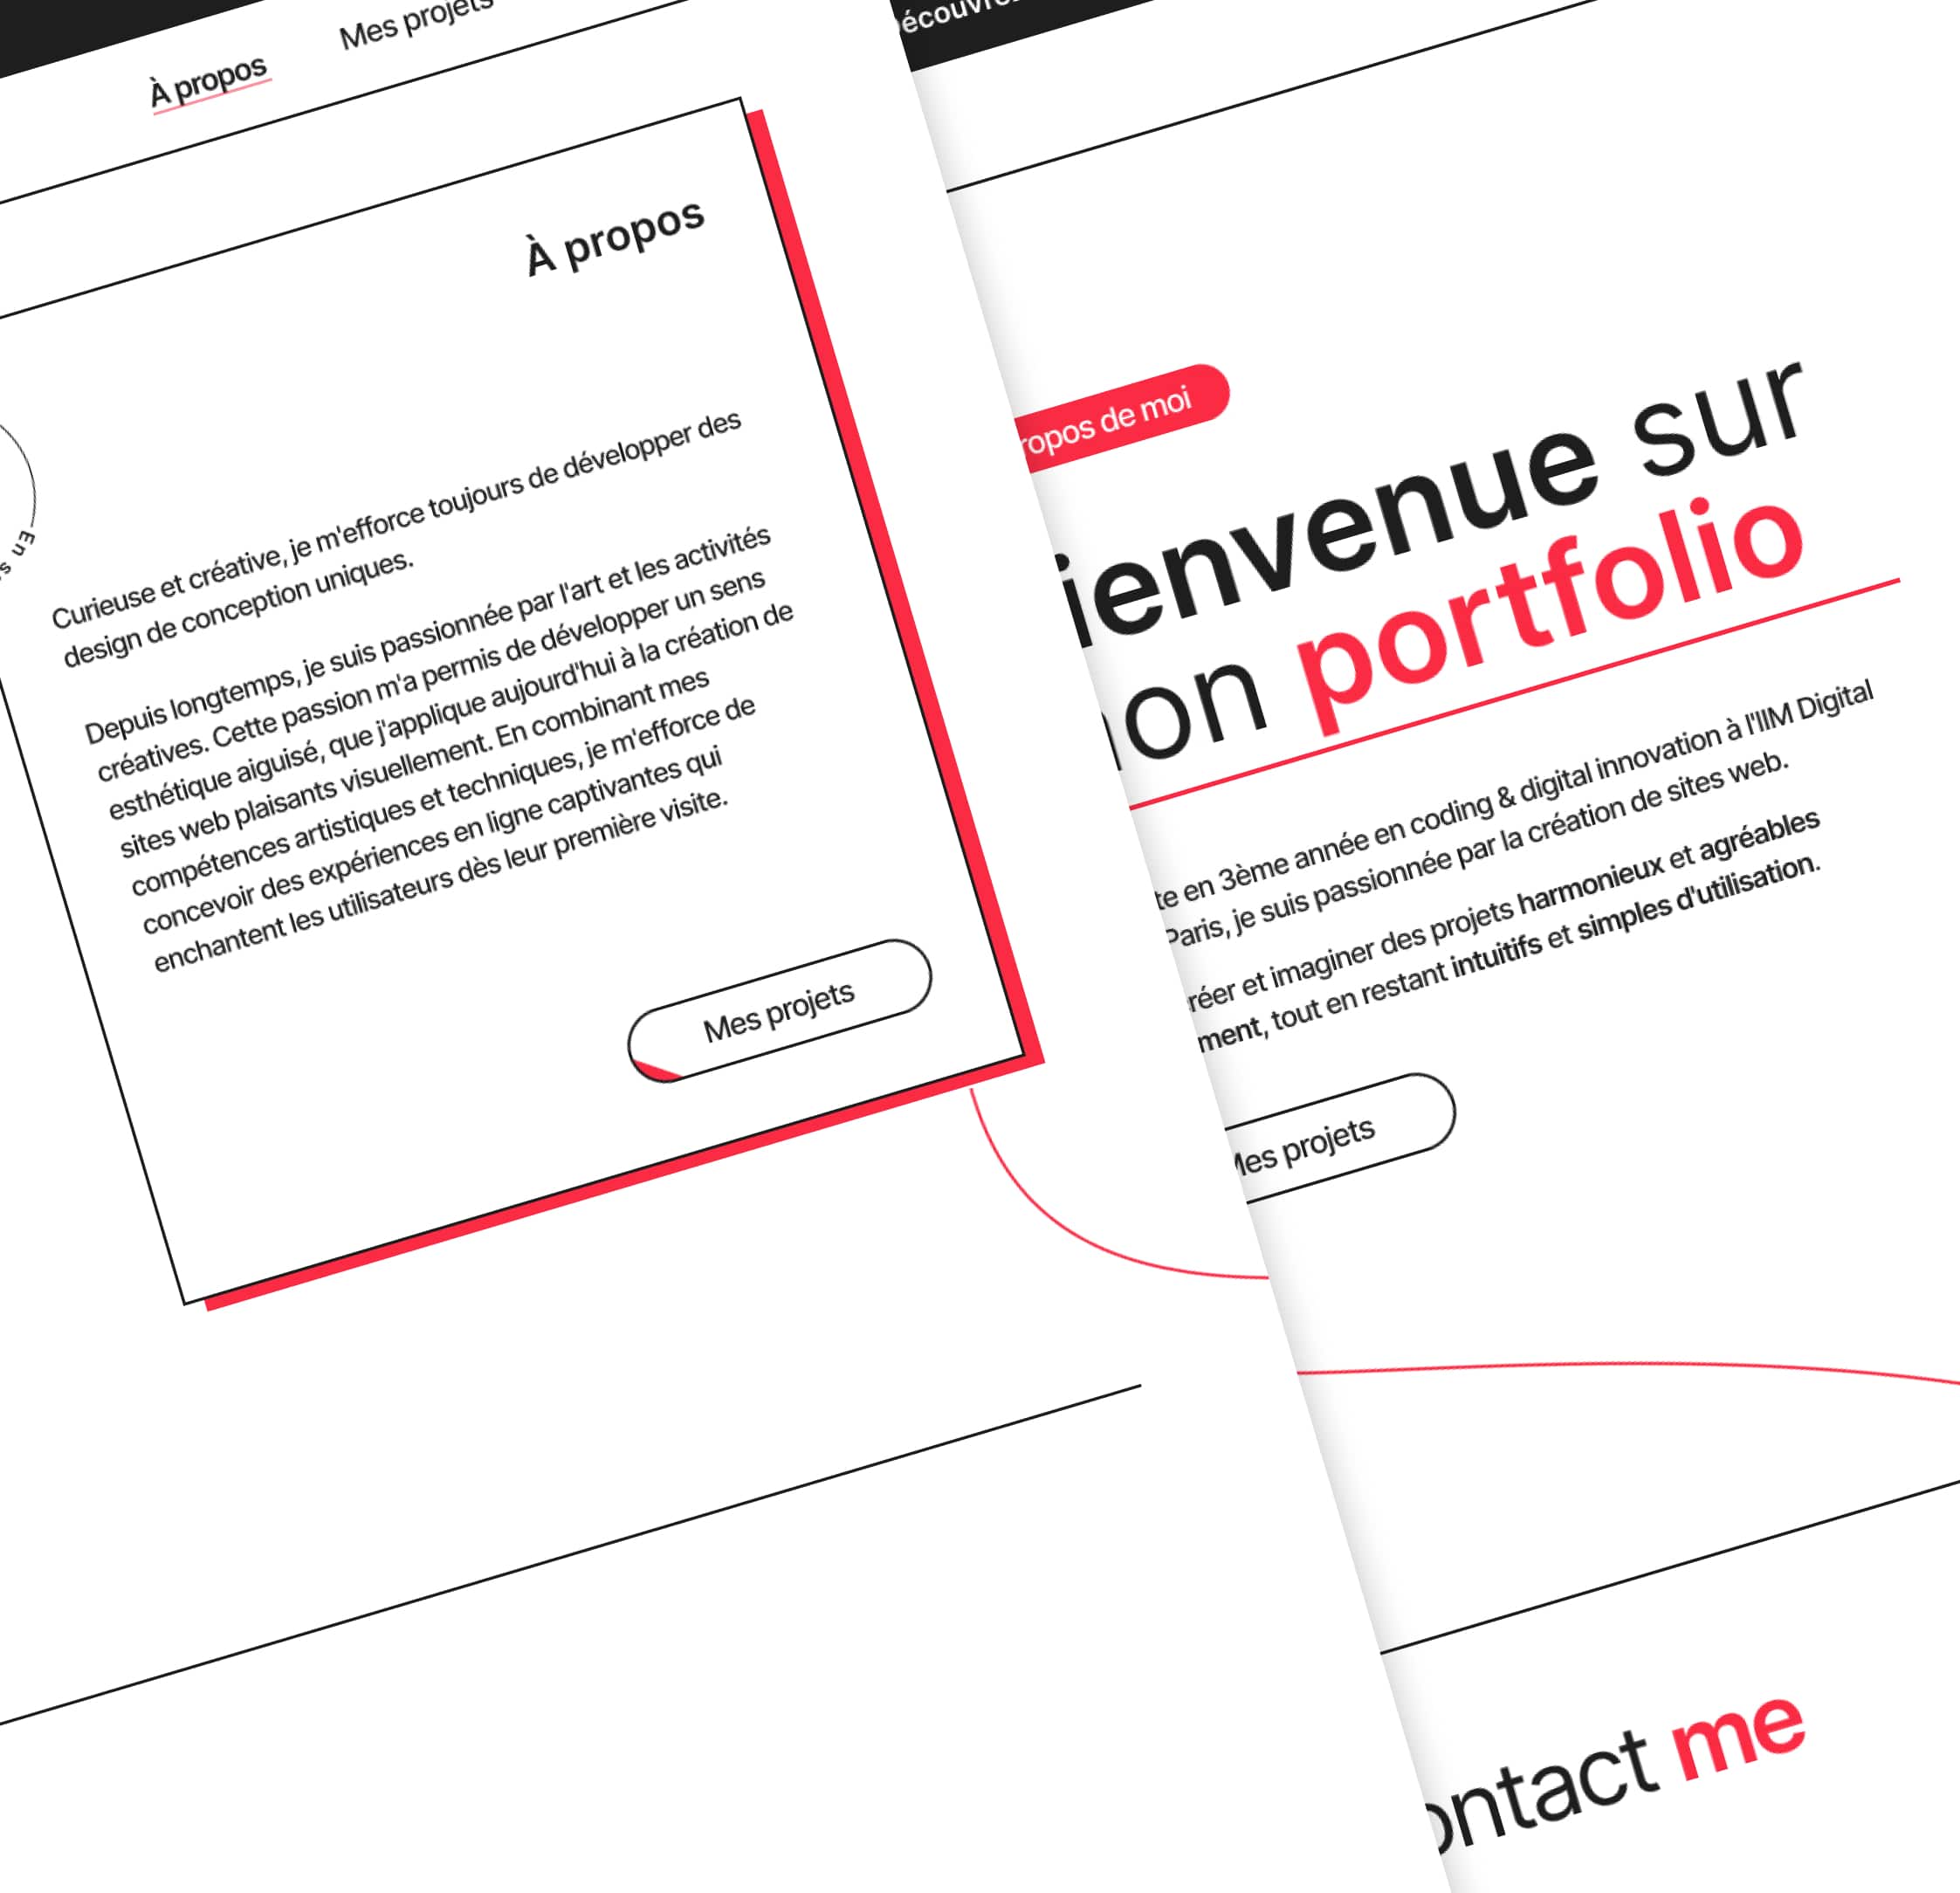 À propos
Mes projets
À propos
En
Curieuse et créative, je m'efforce toujours de développer des
design de conception uniques.
Depuis longtemps, je suis passionnée par l'art et les activités
créatives. Cette passion m'a permis de développer un sens
esthétique aiguisé, que j'applique aujourd'hui à la création de
sites web plaisants visuellement. En combinant mes
compétences artistiques et techniques, je m'efforce de
concevoir des expériences en ligne captivantes qui
enchantent les utilisateurs dès leur première visite.
Mes projets
ropos de moi
ienvenue sur
on portfolio
te en 3ème année en coding & digital innovation à l'IIM Digital
Paris, je suis passionnée par la création de sites web.
réer et imaginer des projets harmonieux et agréables
ment, tout en restant intuitifs et simples d'utilisation.
Mes projets
ontact me